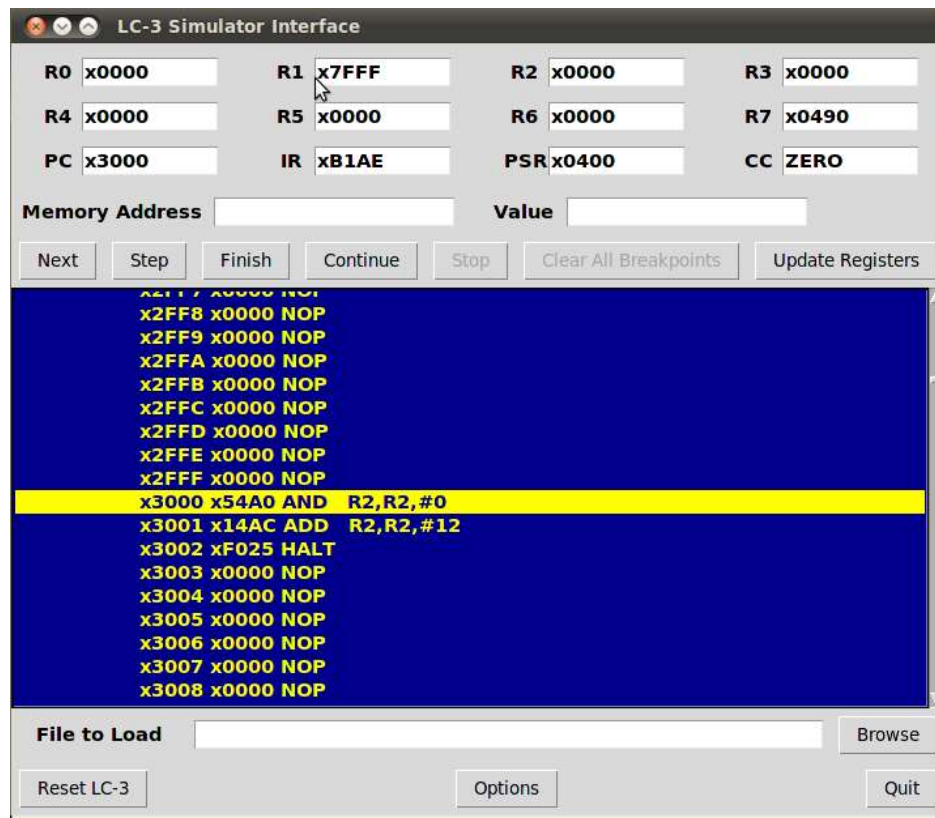 LC-3 Simulator Interface
R0 x0000 R1 x7FFF R2 x0000 R3 x0000
R4 x0000 R5 x0000 R6 x0000 R7 x0490
PC x3000 IR xB1AE PSR x0400 CC ZERO
Memory Address Value
Next Step Finish Continue Stop Clear All Breakpoints Update Registers
x2FF7 x0000 NOP
x2FF8 x0000 NOP
x2FF9 x0000 NOP
x2FFA x0000 NOP
x2FFB x0000 NOP
x2FFC x0000 NOP
x2FFD x0000 NOP
x2FFE x0000 NOP
x2FFF x0000 NOP
x3000 x54A0 AND R2,R2,#0
x3001 x14AC ADD R2,R2,#12
x3002 xF025 HALT
x3003 x0000 NOP
x3004 x0000 NOP
x3005 x0000 NOP
x3006 x0000 NOP
x3007 x0000 NOP
x3008 x0000 NOP
File to Load Browse
Reset LC-3 Options Quit